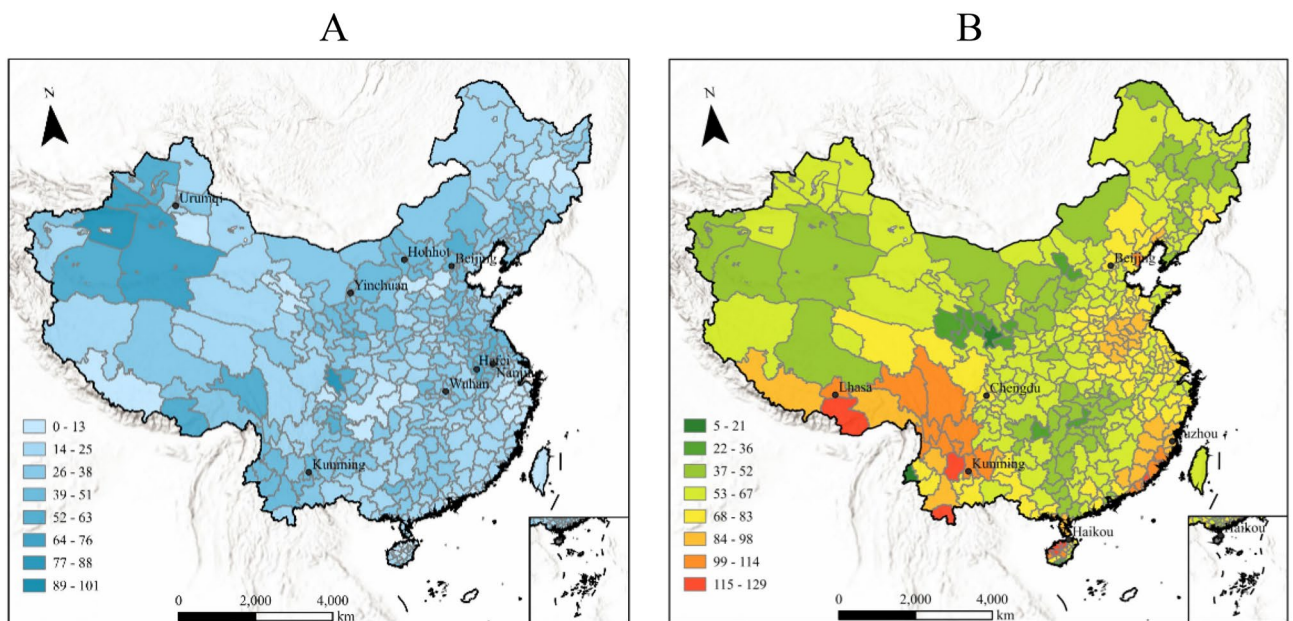 A
B
N
Urumqi
Hohhot
Beijing
Yinchuan
Hefei
Wuhan
Kunming
0 - 13
14 - 25
26 - 38
39 - 51
52 - 63
64 - 76
77 - 88
89 - 101
0 2,000 4,000
km
N
Beijing
Lhasa
Chengdu
Kunming
Haikou
5 - 21
22 - 36
37 - 52
53 - 67
68 - 83
84 - 98
99 - 114
115 - 129
0 2,000 4,000
km